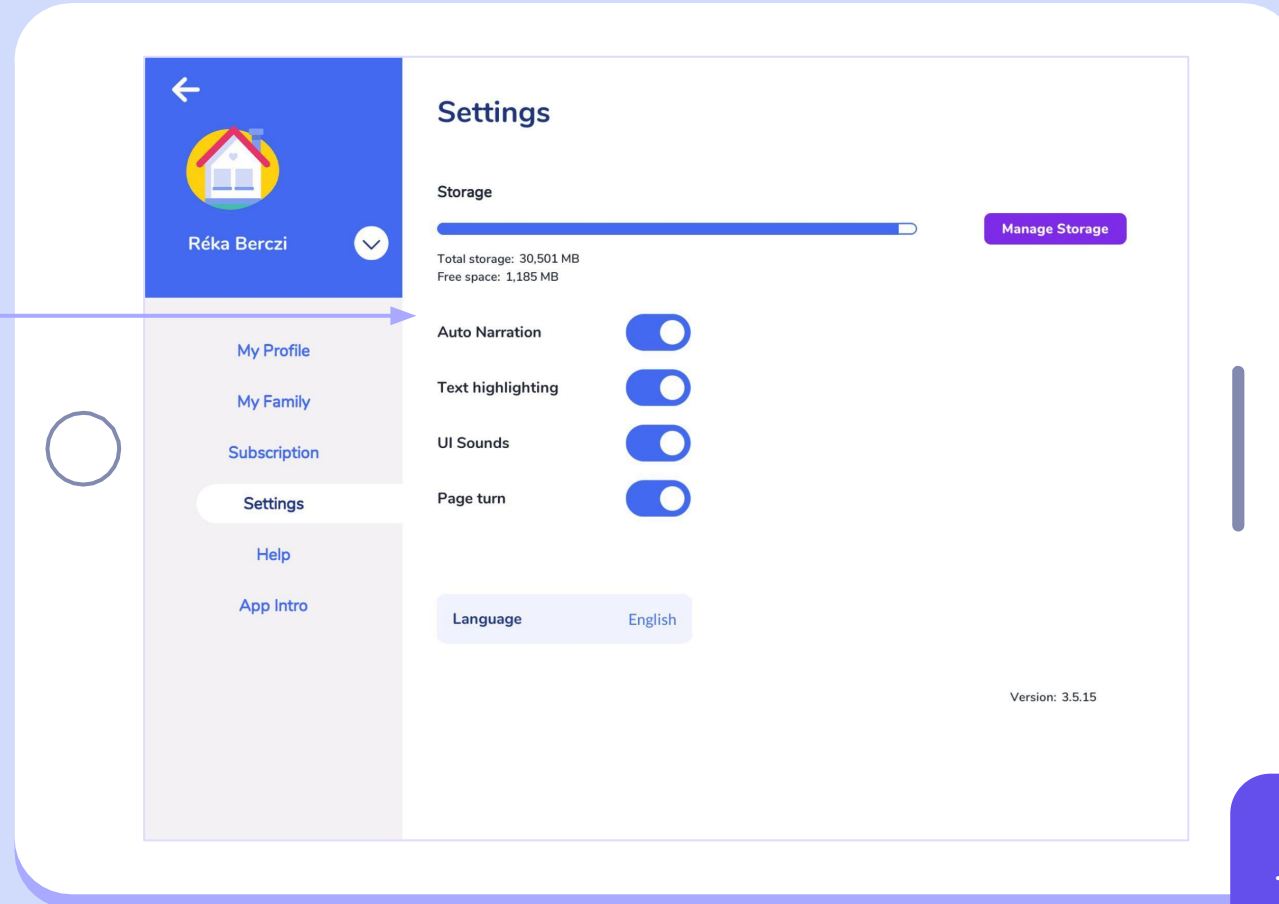 Réka Berczi
My Profile
My Family
Subscription
Settings
Help
App Intro
Settings
Storage
Manage Storage
Total storage: 30,501 MB
Free space: 1,185 MB
Auto Narration
Text highlighting
UI Sounds
Page turn
Language English
Version: 3.5.15